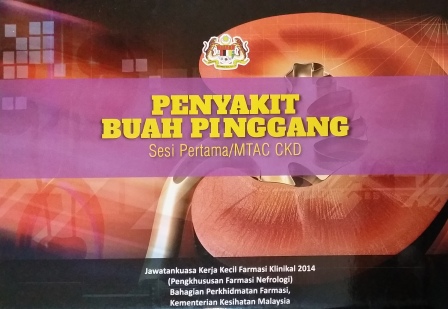 PENYAKIT
BUAH PINGGANG
Sesi Pertama/MTAC CKD
Jawatankuasa Kerja Kecil Farmasi Klinikal 2014
(Pengkhususan Farmasi Nefrologi)
Bahagian Perkhidmatan Farmasi,
Kementerian Kesihatan Malaysia